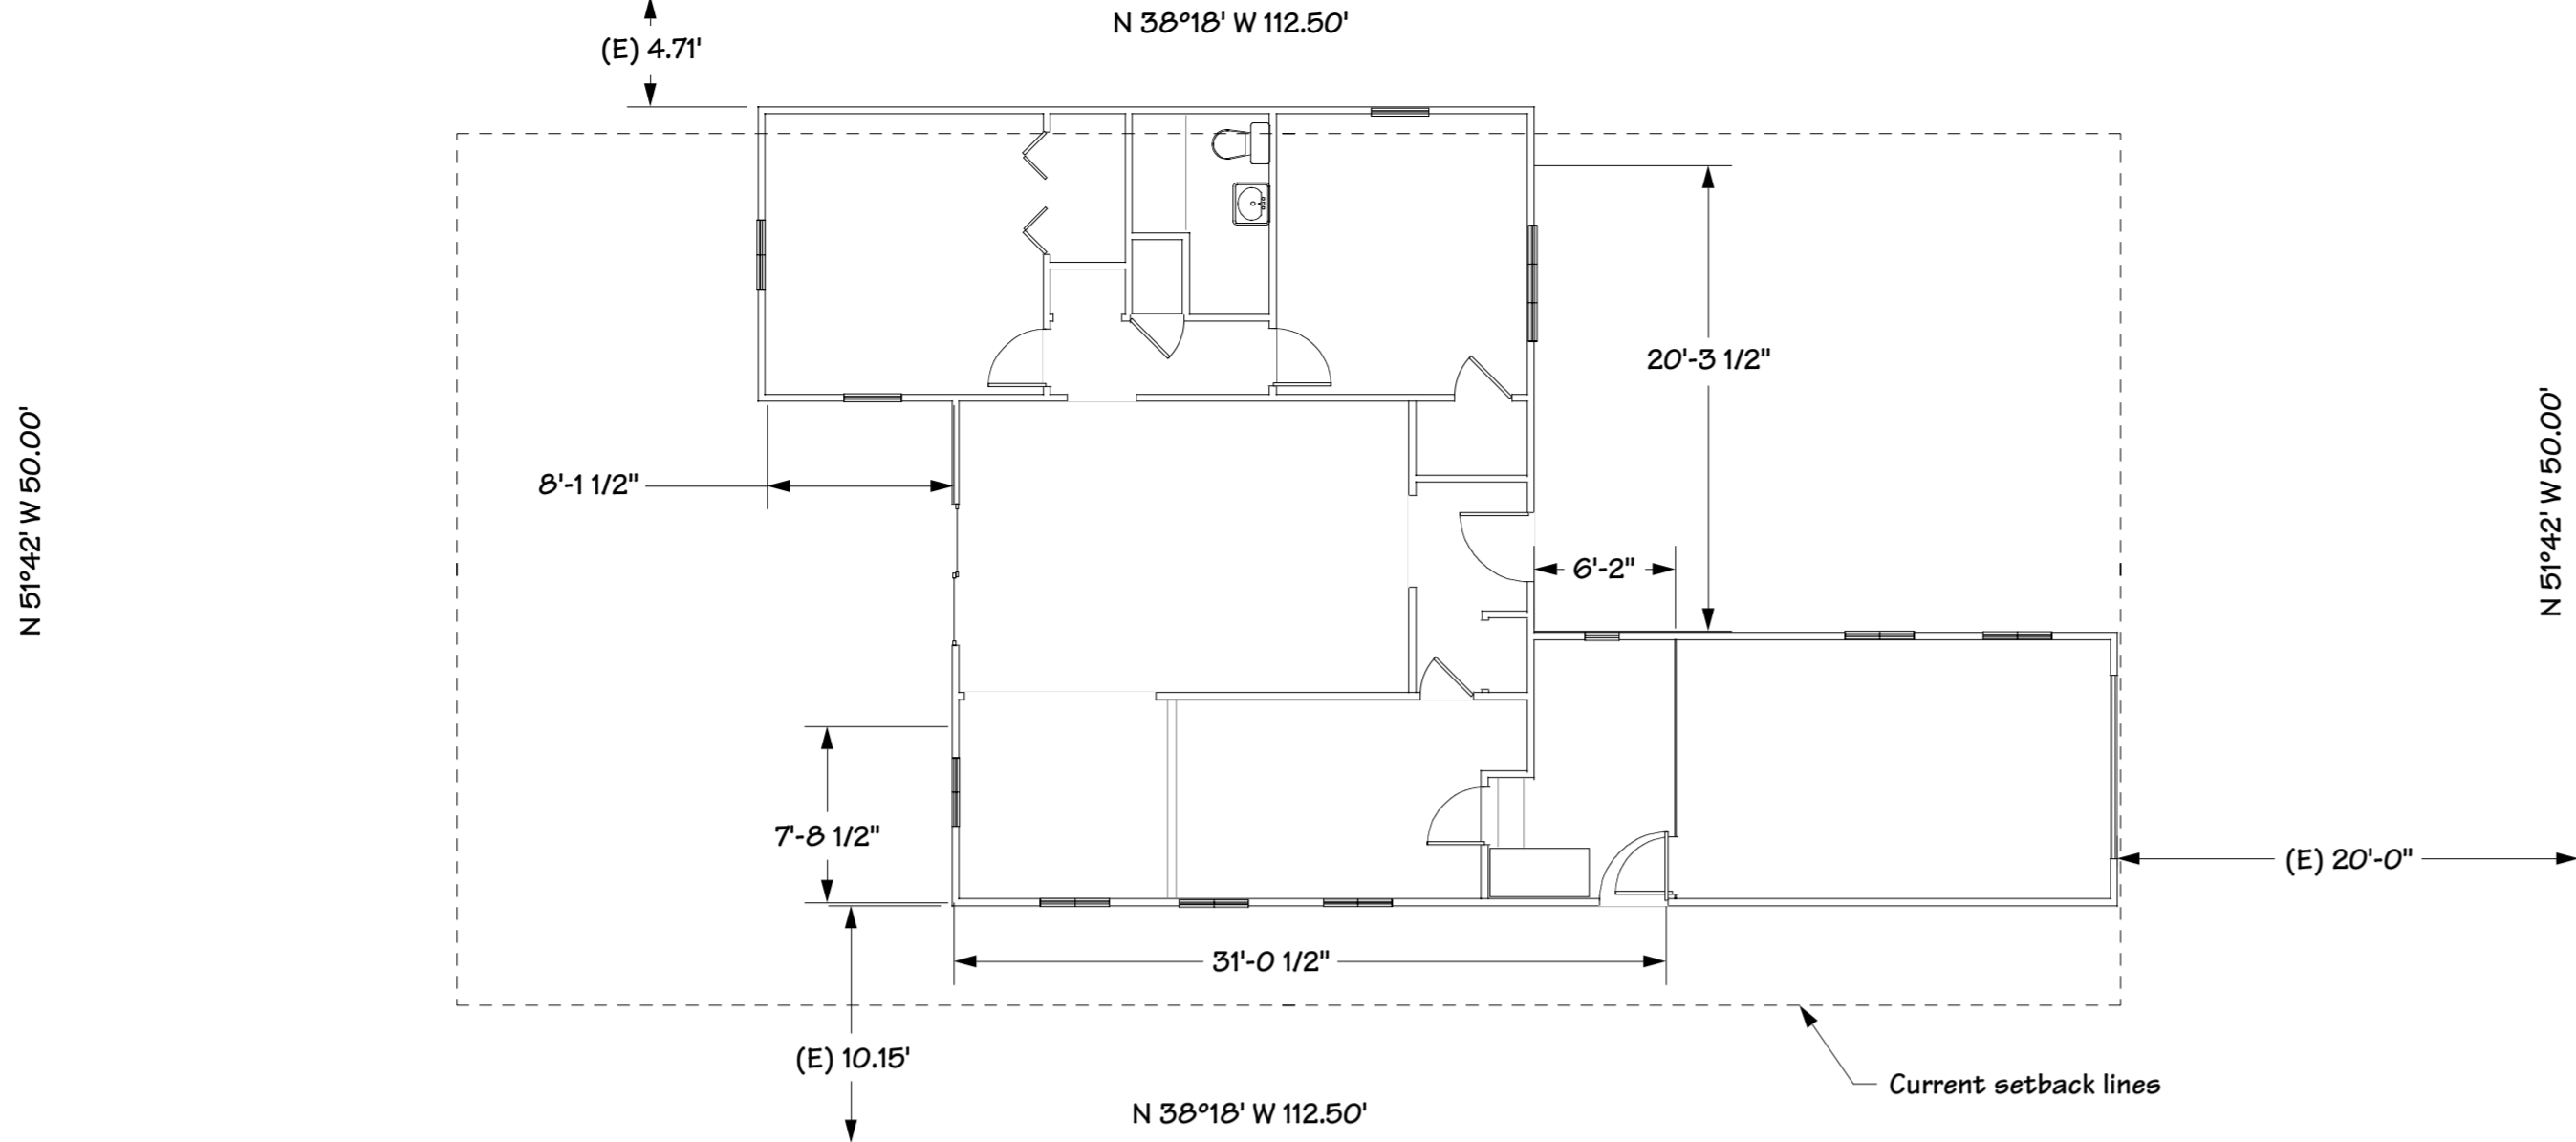 N 38°18' W 112.50'
(E) 4.71'
20'-3 1/2"
N 51°42' W 50.00'
N 51°42' W 50.00'
8'-1 1/2"
6'-2"
7'-8 1/2"
(E) 20'-0"
31'-0 1/2"
(E) 10.15'
Current setback lines
N 38°18' W 112.50'